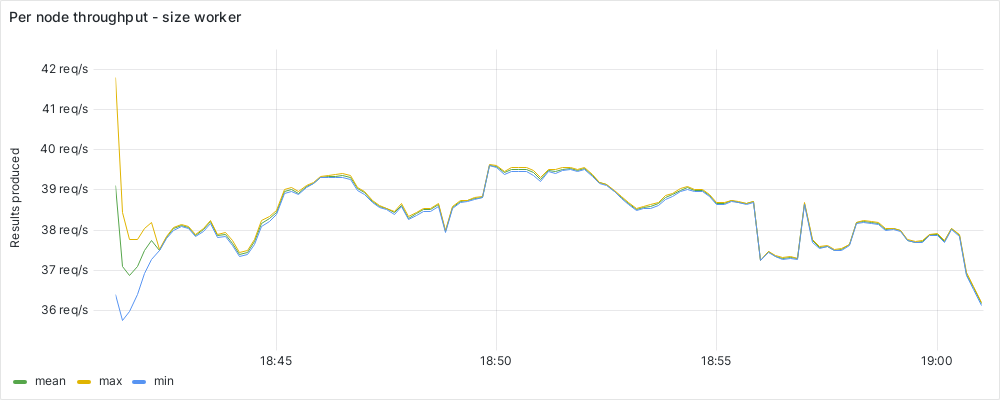 Per node throughput - size worker
Results produced
42 req/s
41 req/s
40 req/s
39 req/s
38 req/s
37 req/s
36 req/s
18:45 18:50 18:55 19:00
mean max min